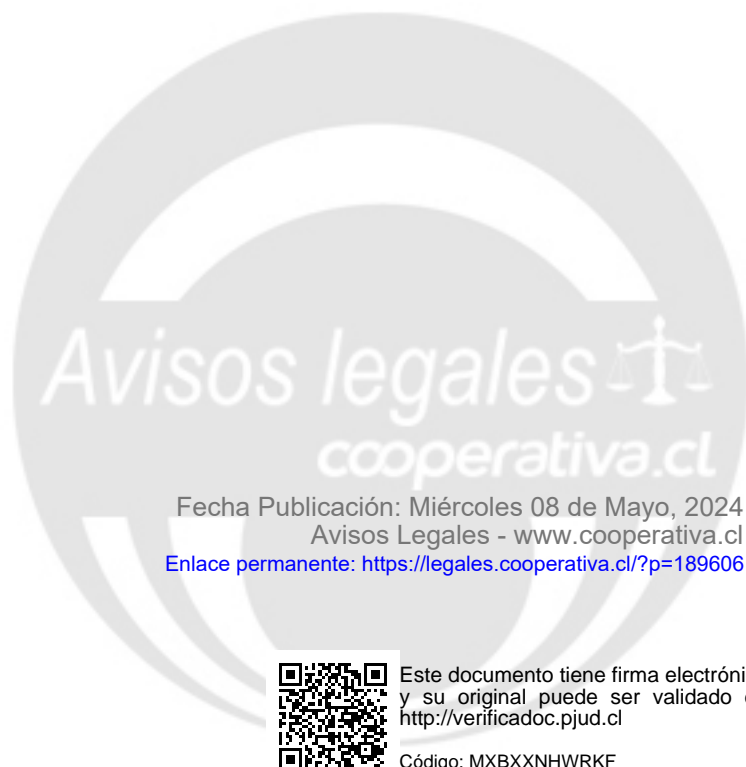 Avisos legales
cooperativa.cl
Fecha Publicación: Miércoles 08 de Mayo, 2024
Avisos Legales - www.cooperativa.cl
Enlace permanente: https://legales.cooperativa.cl/?p=189606
Este documento tiene firma electróni
y su original puede ser validado
http://verificadoc.pjud.cl
Código: MXBXXNHWRKF